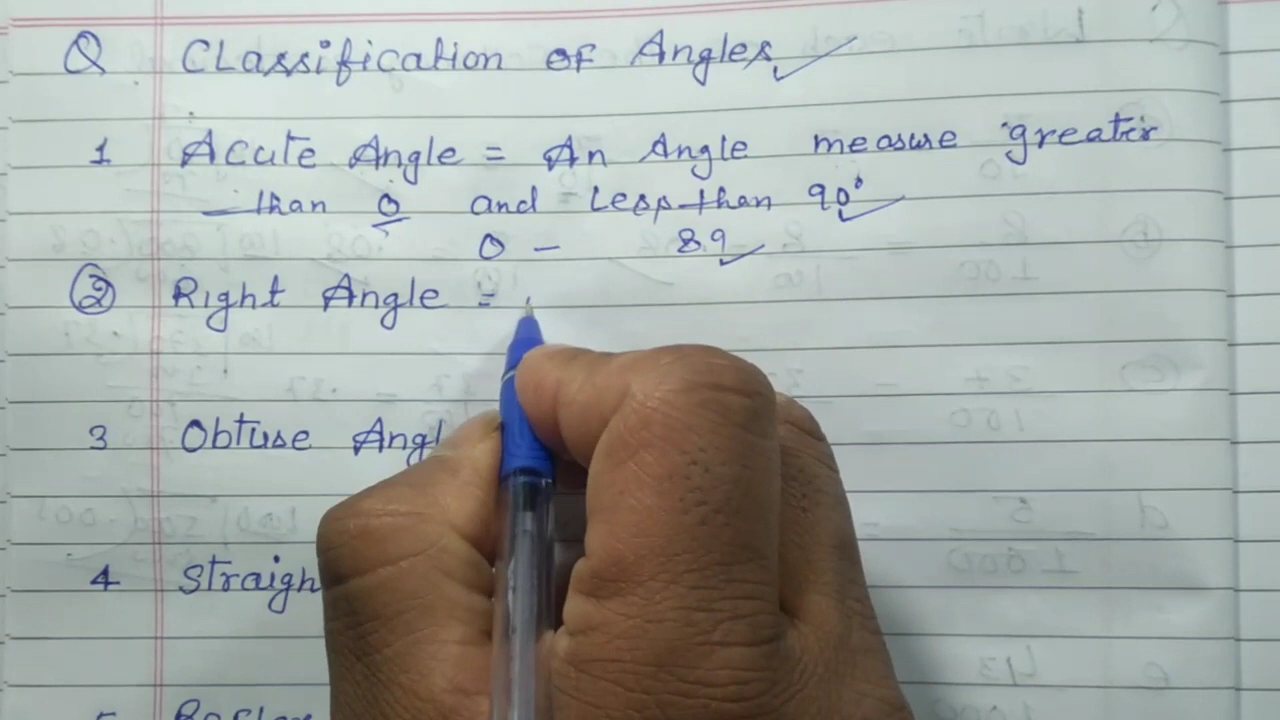 Q Classification of Angles
1 Acute Angle = An Angle measure greater
than 0 and Less than 90°
0 - 89
2 Right Angle =
3 Obtuse Angl
4 Straigh
5